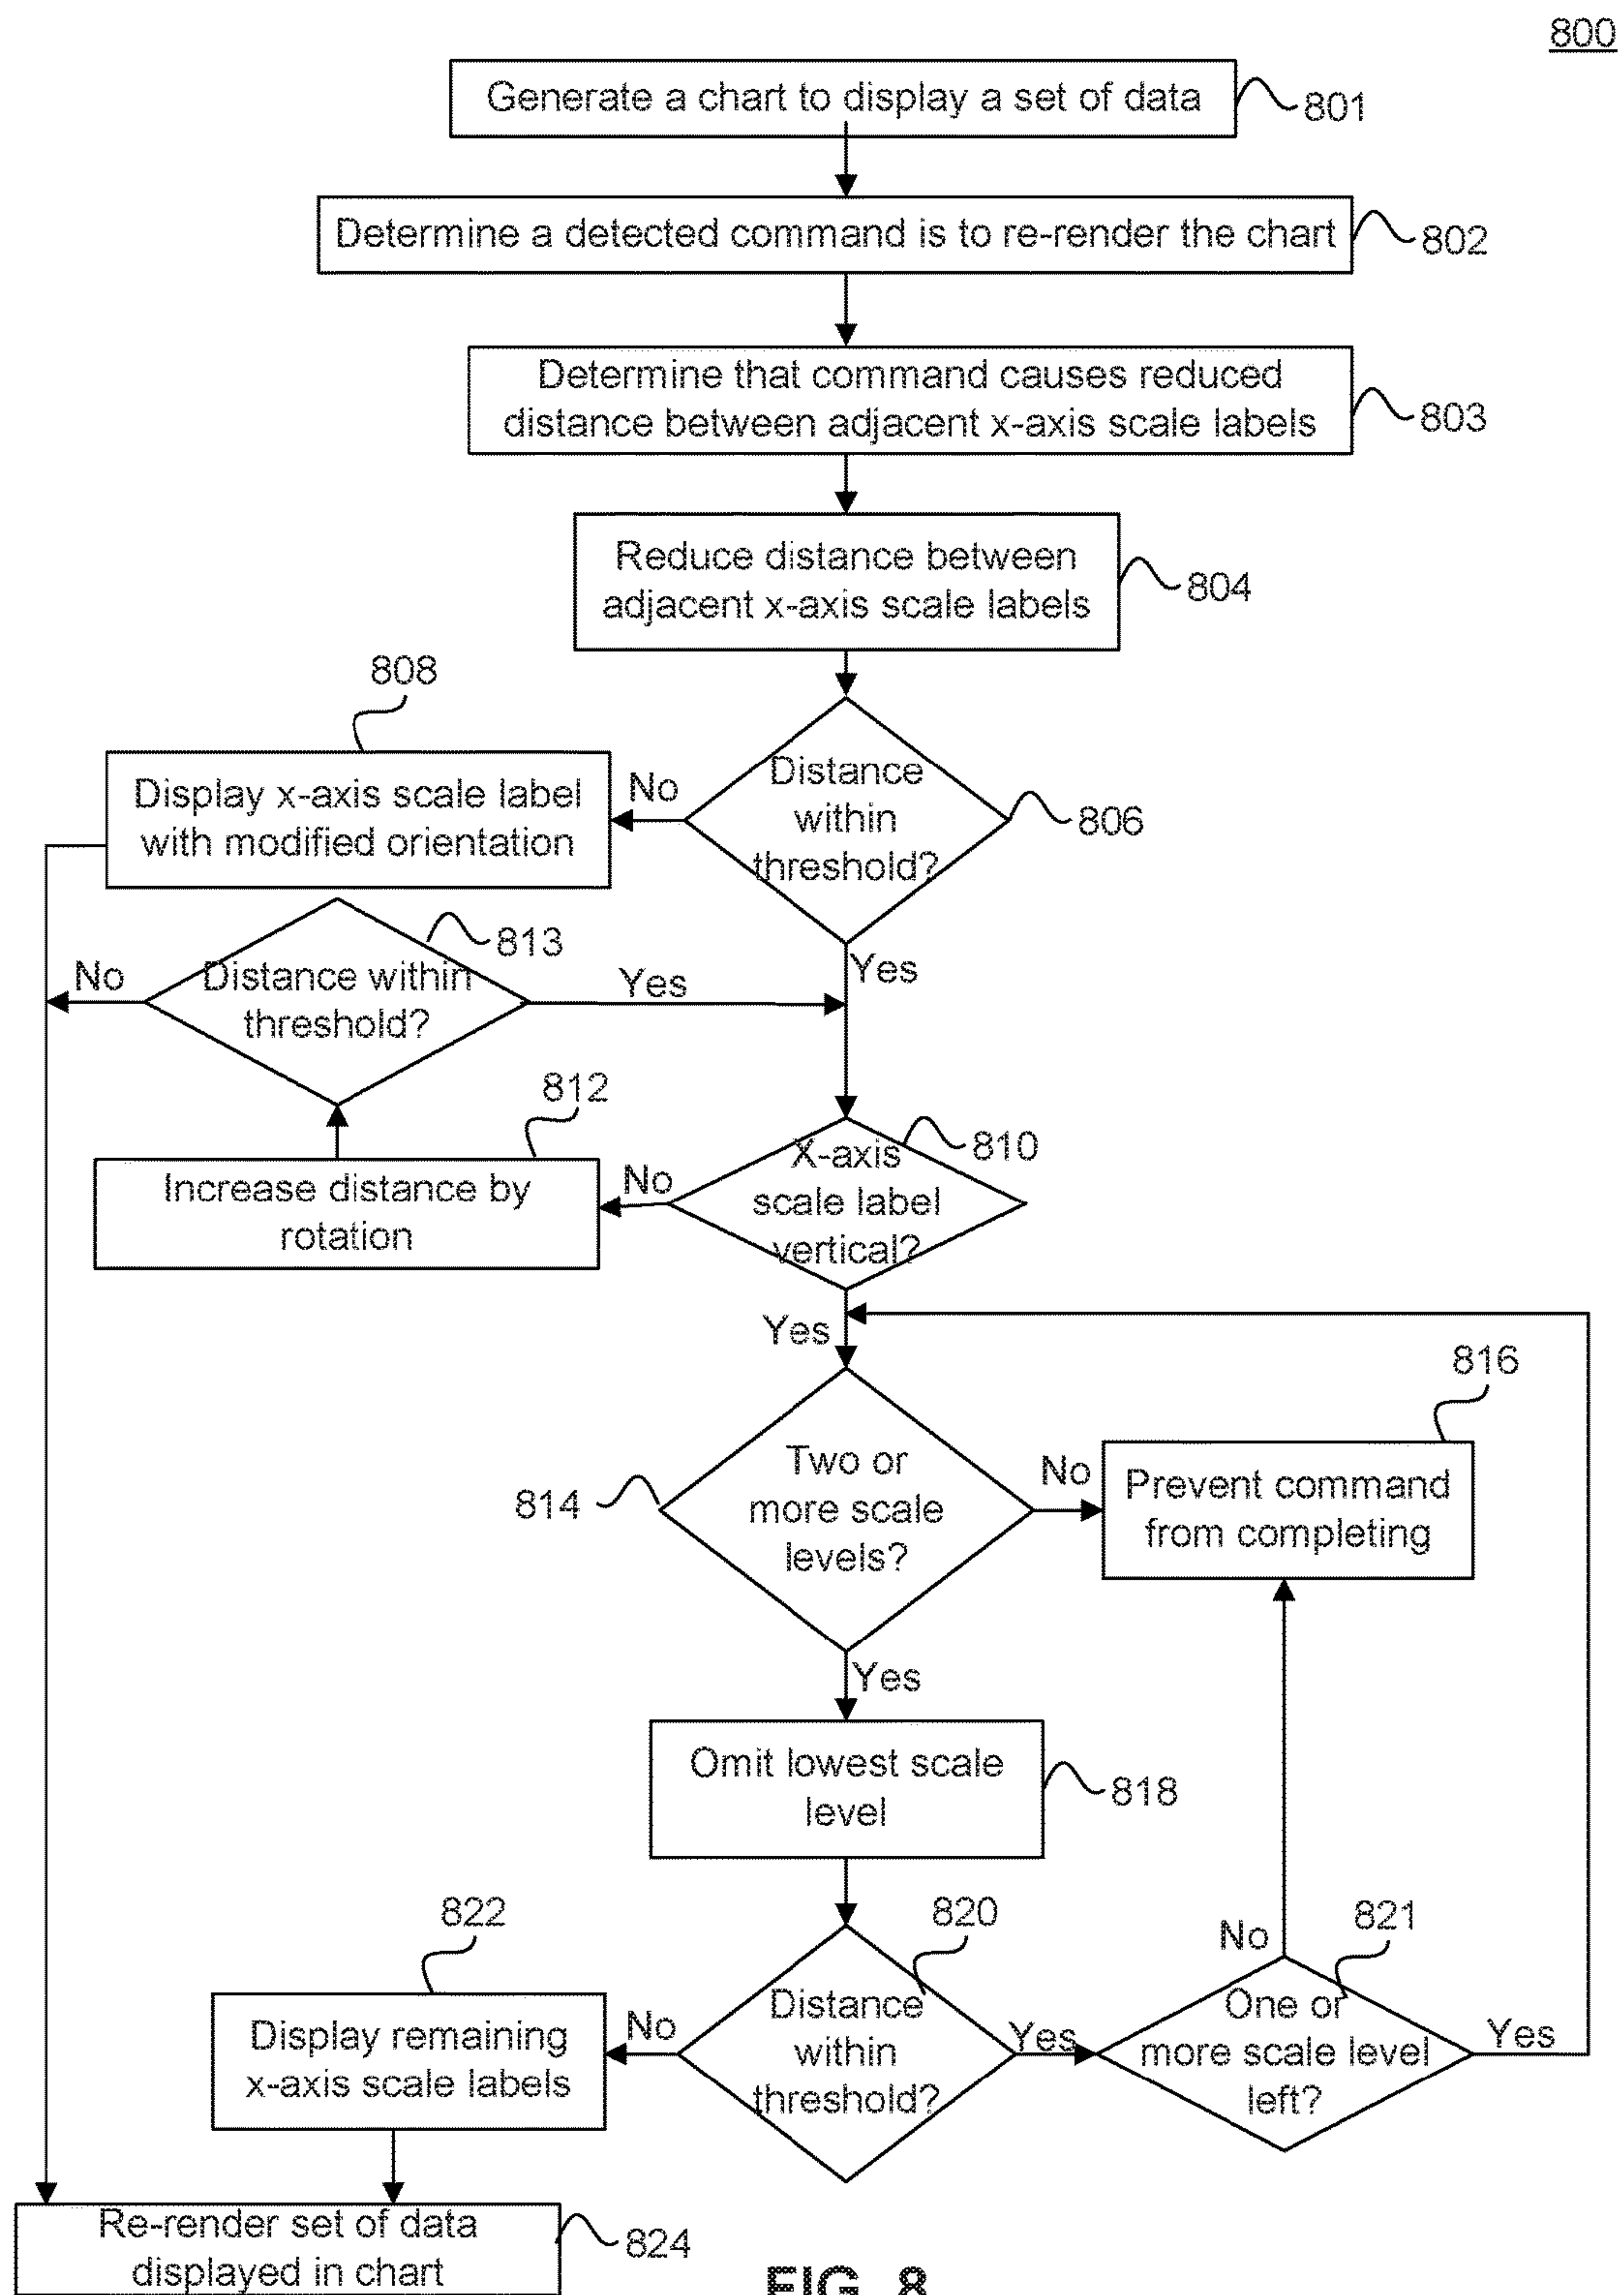 800
Generate a chart to display a set of data
801
Determine a detected command is to re-render the chart
802
Determine that command causes reduced
distance between adjacent x-axis scale labels
803
Reduce distance between
adjacent x-axis scale labels
804
808
Display x-axis scale label
with modified orientation
No
Distance
within
threshold?
806
813
No
Distance within
threshold?
Yes
Yes
812
Increase distance by
rotation
No
X-axis
scale label
vertical?
810
Yes
816
814
Two or
more scale
levels?
No
Prevent command
from completing
Yes
Omit lowest scale
level
818
822
820
821
No
Display remaining
x-axis scale labels
No
Distance
within
threshold?
Yes
One or
more scale level
left?
Yes
Re-render set of data
displayed in chart
824
FIG. 8